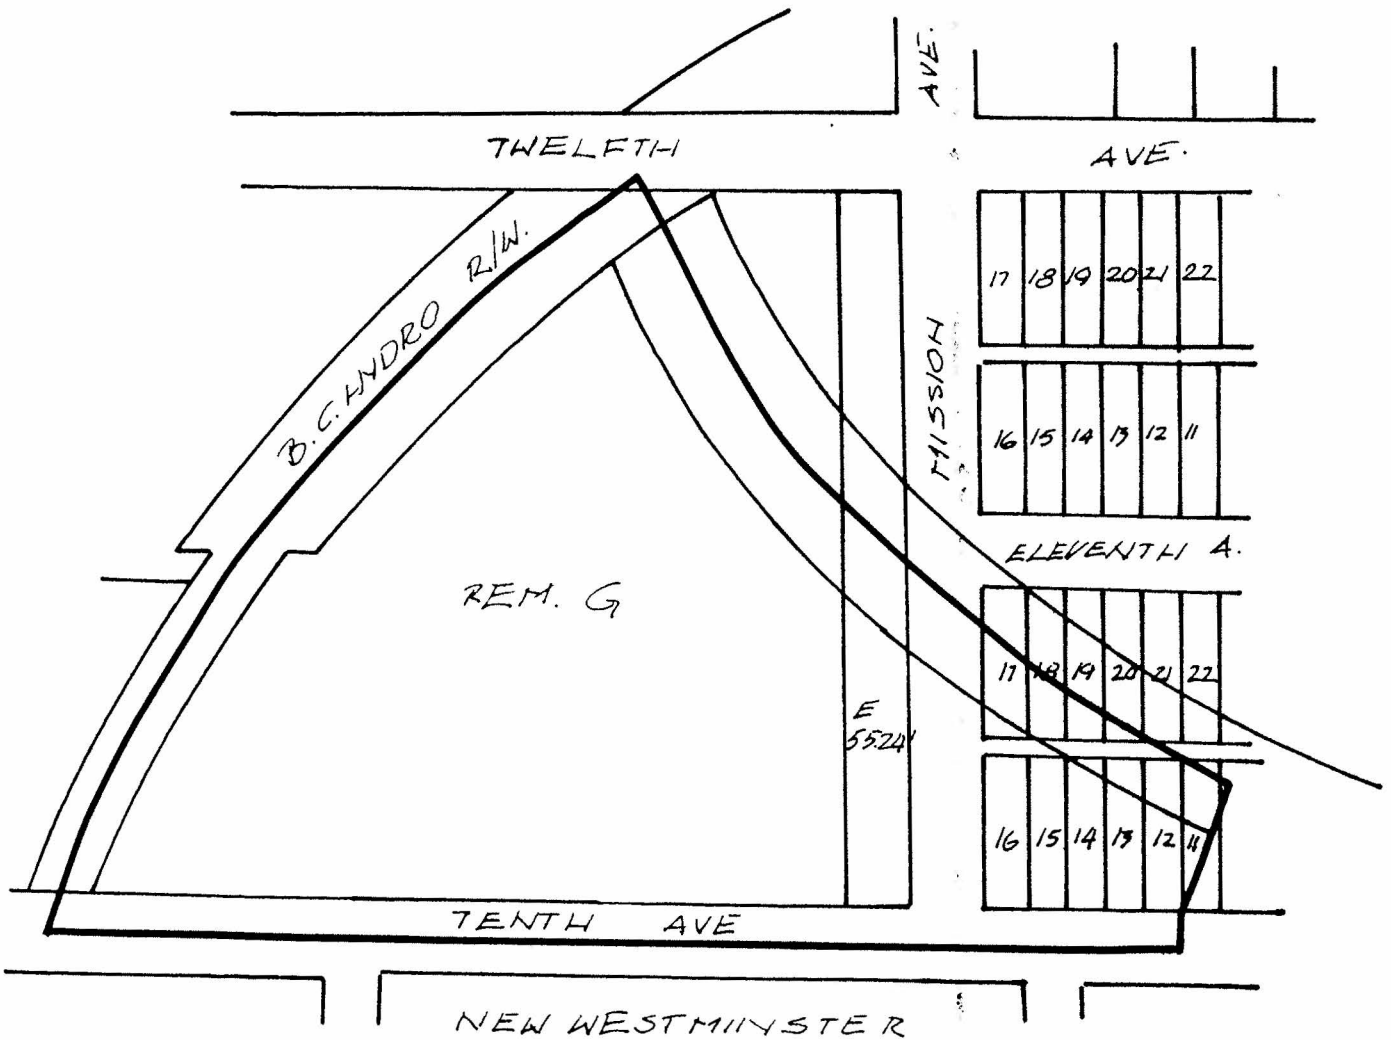 AVE.
TWELFTH AVE.
B.C. HYDRO R/W.
17 18 19 20 21 22
MISSION
16 15 14 13 12 11
ELEVENTH A.
REM. G
17 18 19 20 21 22
E
55.24'
16 15 14 13 12 11
TENTH AVE
NEW WESTMINSTER